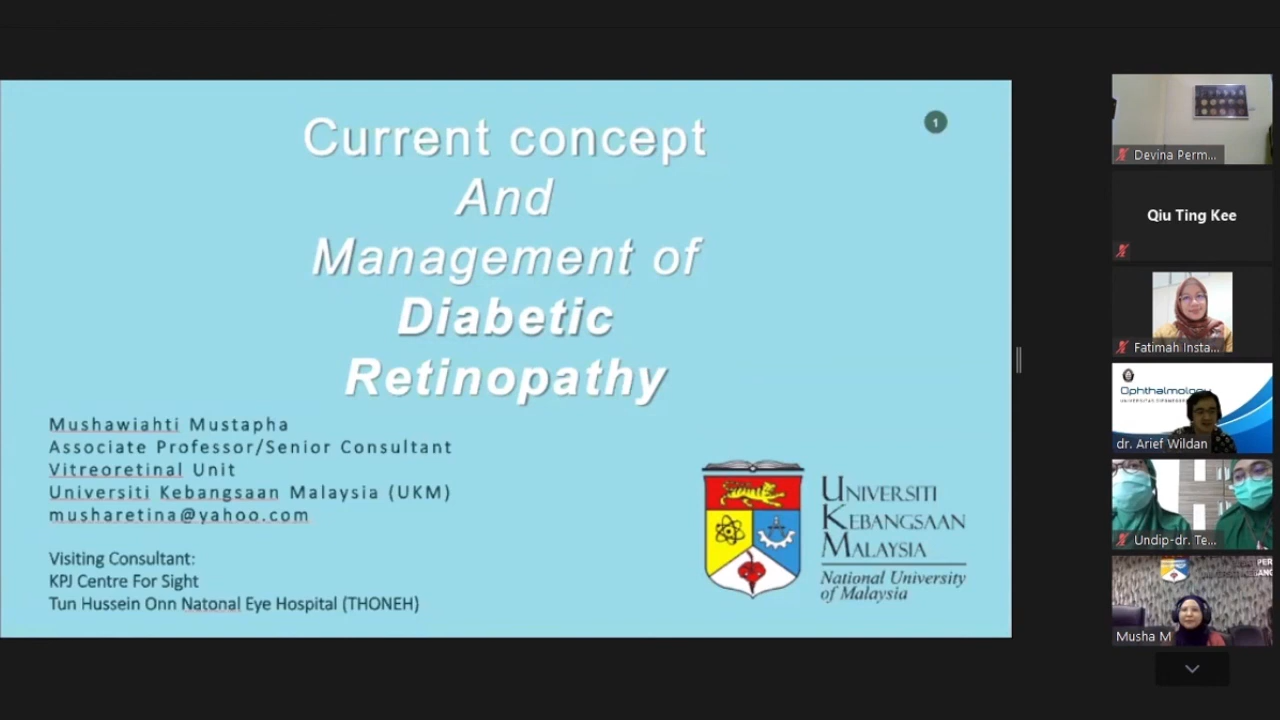 Current concept
And
Management of
Diabetic
Retinopathy
1
Mushawiahti Mustapha
Associate Professor/Senior Consultant
Vitreoretinal Unit
Universiti Kebangsaan Malaysia (UKM)
musharetina@yahoo.com
Visiting Consultant:
KPJ Centre For Sight
Tun Hussein Onn Natonal Eye Hospital (THONEH)
UNIVERSITI
KEBANGSAAN
MALAYSIA
National University
of Malaysia
Devina Perm...
Qiu Ting Kee
Fatimah Insta...
Ophthalmology
dr. Arief Wildan
Undip-dr. Te...
PER
Musha M